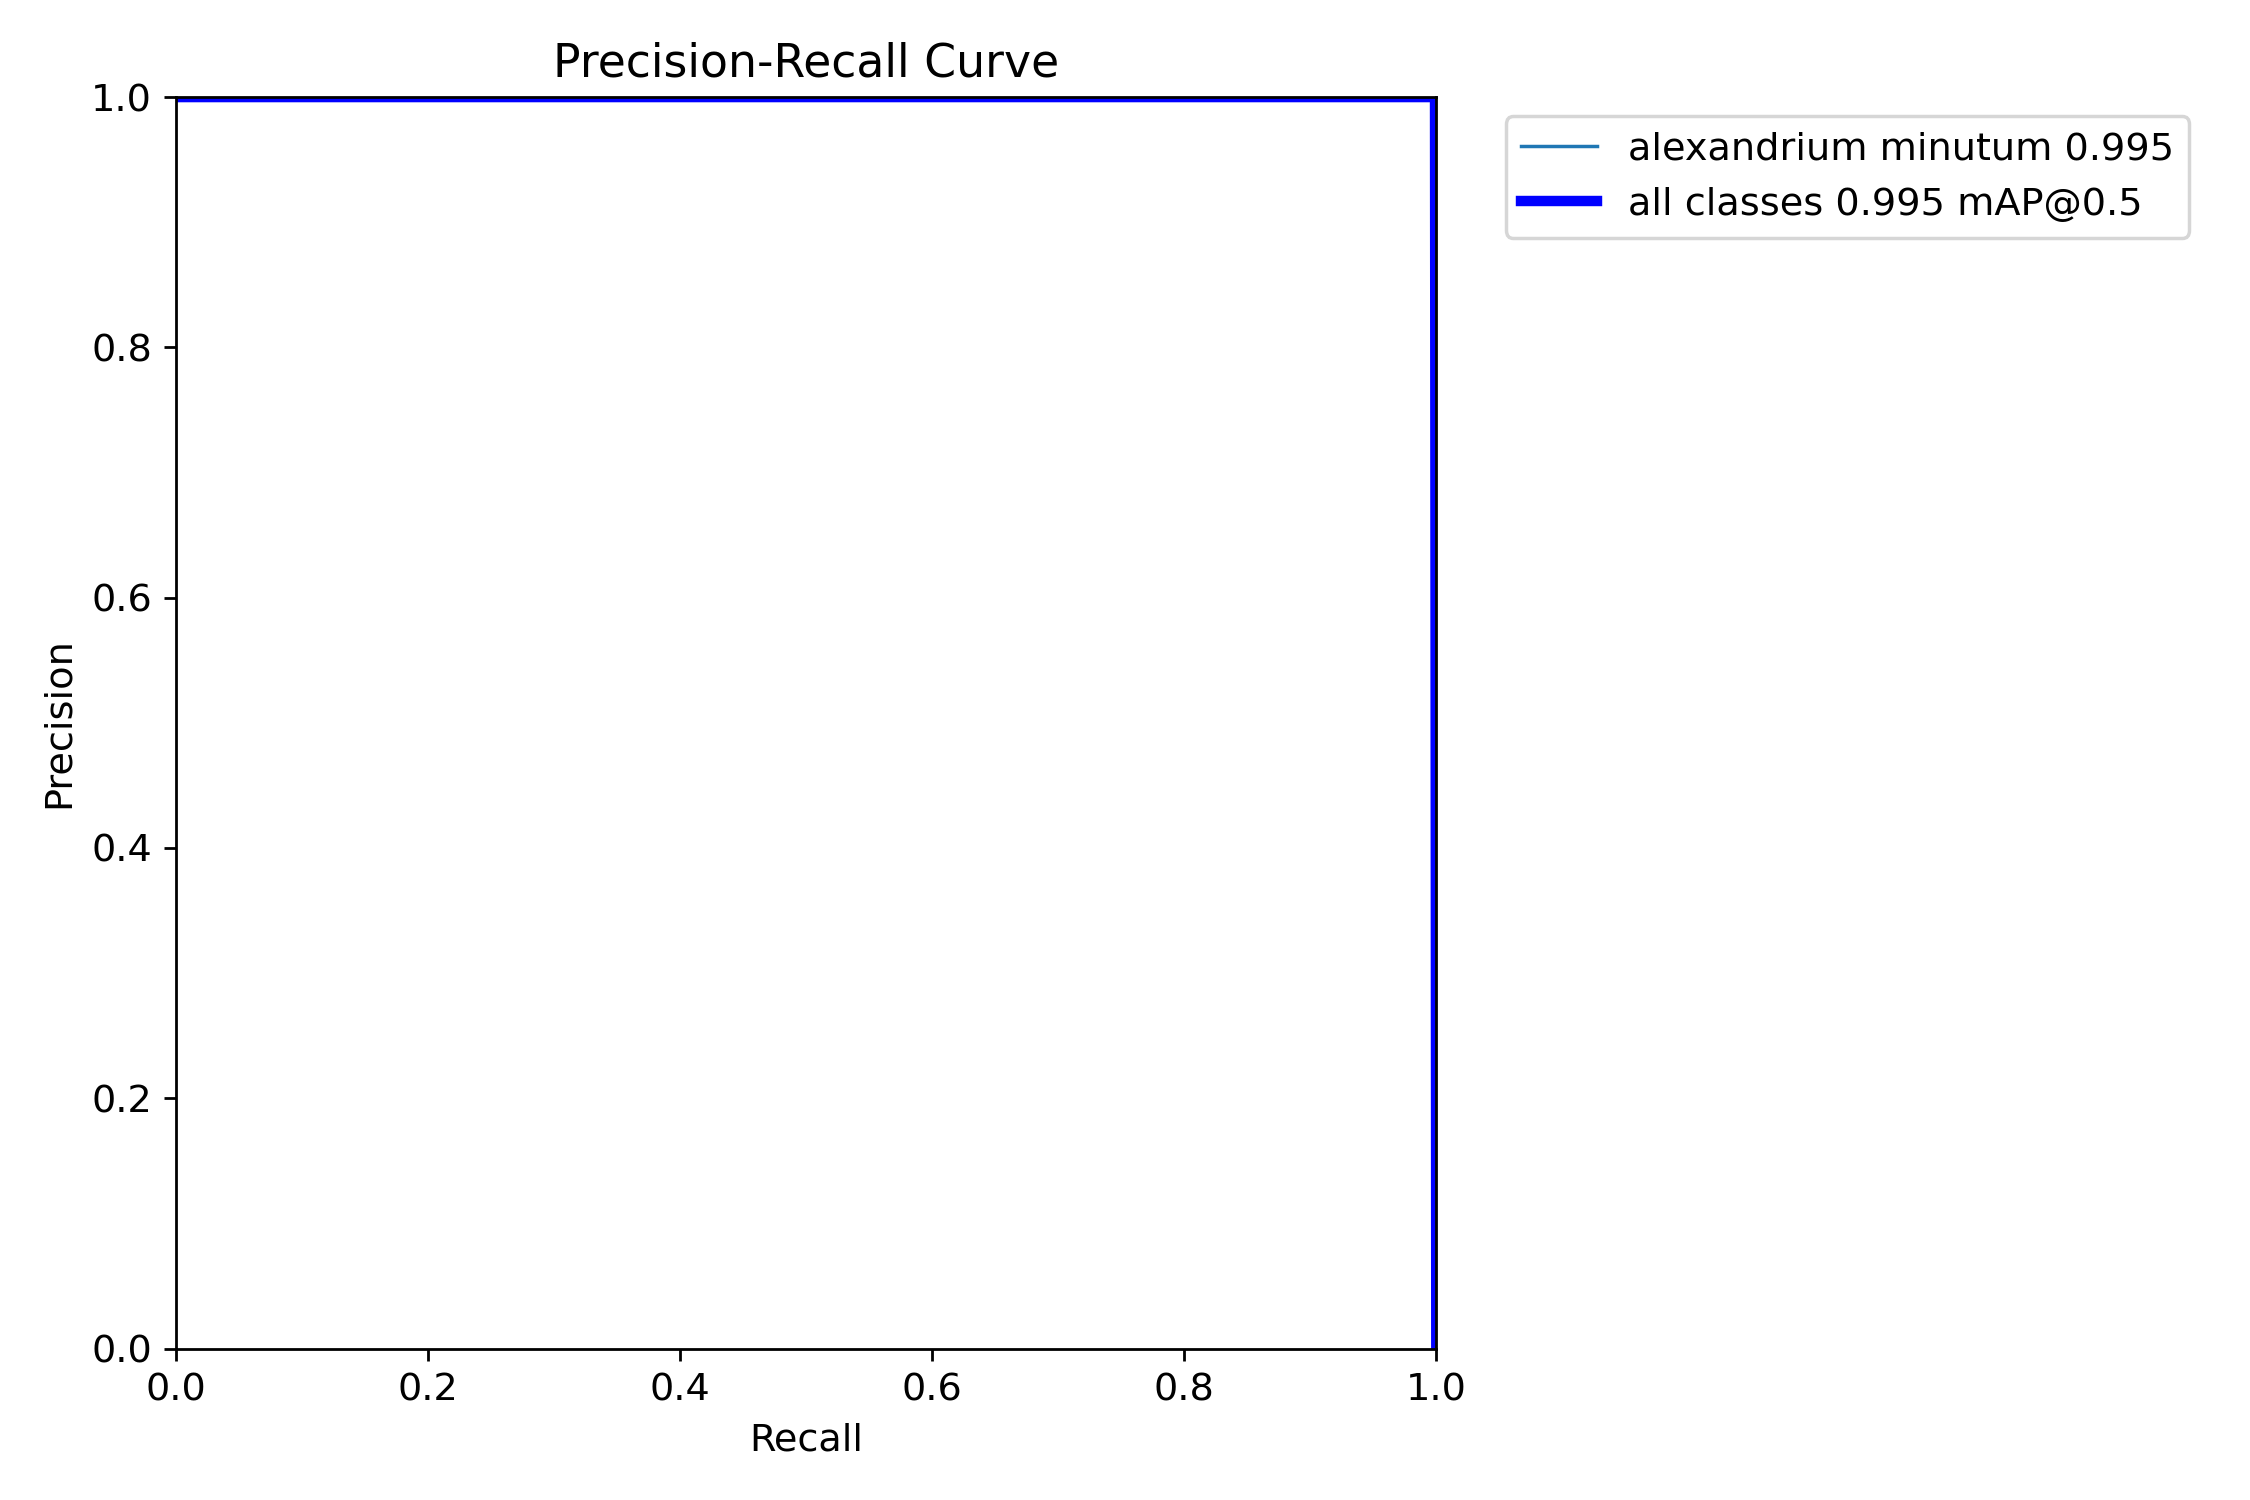 Precision-Recall Curve
1.0
0.8
0.6
0.4
0.2
0.0
Precision
0.0 0.2 0.4 0.6 0.8 1.0
Recall
alexandrium minutum 0.995
all classes 0.995 mAP@0.5